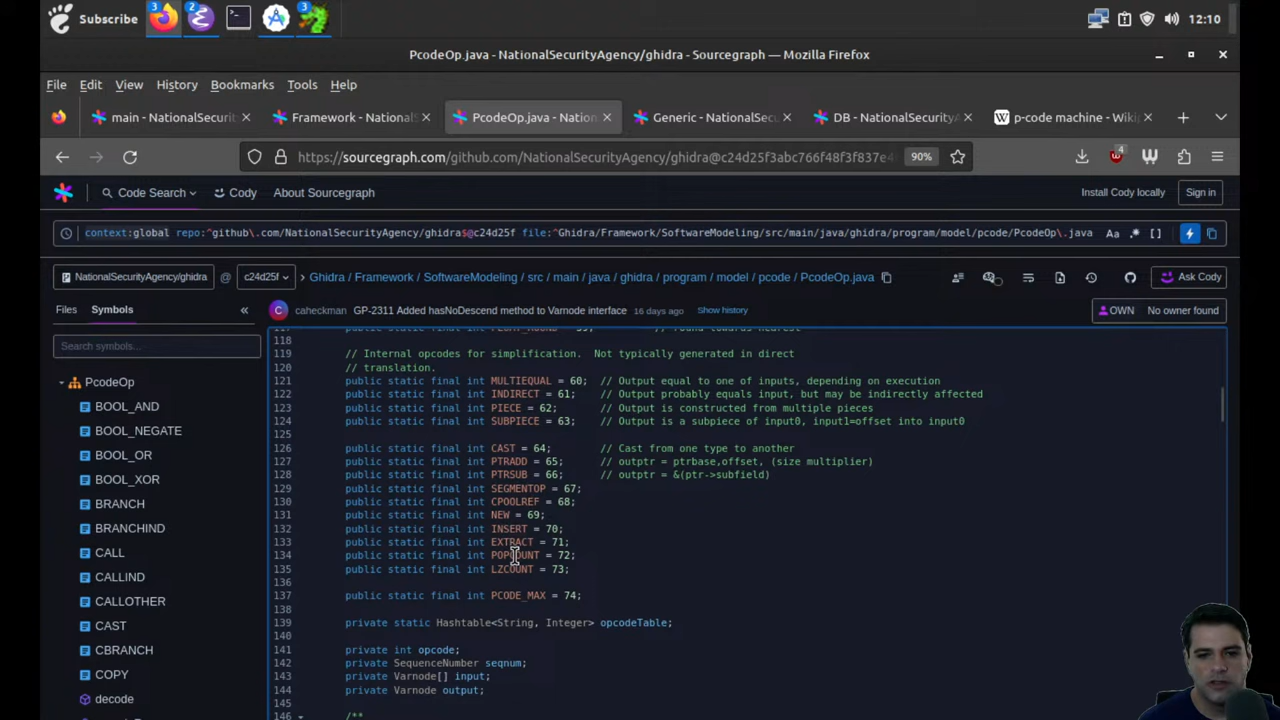 Subscribe
3
2
3
12:10
PcodeOp.java - NationalSecurityAgency/ghidra - Sourcegraph — Mozilla Firefox
File Edit View History Bookmarks Tools Help
main - NationalSecurity
Framework - National
PcodeOp.java - Nation
Generic - NationalSecu
DB - NationalSecurity
p-code machine - Wiki
https://sourcegraph.com/github.com/NationalSecurityAgency/ghidra@c24d25f3abc766f48f3f837e4
90%
4
Code Search
Cody
About Sourcegraph
Install Cody locally
Sign in
context:global repo:^github\.com/NationalSecurityAgency/ghidra$@c24d25f file:^Ghidra/Framework/SoftwareModeling/src/main/java/ghidra/program/model/pcode/PcodeOp\.java
Aa .* []
NationalSecurityAgency/ghidra @ c24d25f
Ghidra / Framework / SoftwareModeling / src / main / java / ghidra / program / model / pcode / PcodeOp.java
Ask Cody
Files Symbols
C caheckman GP-2311 Added hasNoDescend method to Varnode interface 16 days ago Show history
OWN No owner found
Search symbols...
PcodeOp
BOOL_AND
BOOL_NEGATE
BOOL_OR
BOOL_XOR
BRANCH
BRANCHIND
CALL
CALLIND
CALLOTHER
CAST
CBRANCH
COPY
decode
118
119 // Internal opcodes for simplification. Not typically generated in direct
120 // translation.
121 public static final int MULTIEQUAL = 60; // Output equal to one of inputs, depending on execution
122 public static final int INDIRECT = 61; // Output probably equals input, but may be indirectly affected
123 public static final int PIECE = 62; // Output is constructed from multiple pieces
124 public static final int SUBPIECE = 63; // Output is a subpiece of input0, input1=offset into input0
125
126 public static final int CAST = 64; // Cast from one type to another
127 public static final int PTRADD = 65; // outptr = ptrbase,offset, (size multiplier)
128 public static final int PTRSUB = 66; // outptr = &(ptr->subfield)
129 public static final int SEGMENTOP = 67;
130 public static final int CPOOLREF = 68;
131 public static final int NEW = 69;
132 public static final int INSERT = 70;
133 public static final int EXTRACT = 71;
134 public static final int POPCOUNT = 72;
135 public static final int LZCOUNT = 73;
136
137 public static final int PCODE_MAX = 74;
138
139 private static Hashtable<String, Integer> opcodeTable;
140
141 private int opcode;
142 private SequenceNumber seqnum;
143 private Varnode[] input;
144 private Varnode output;
145
146 /**